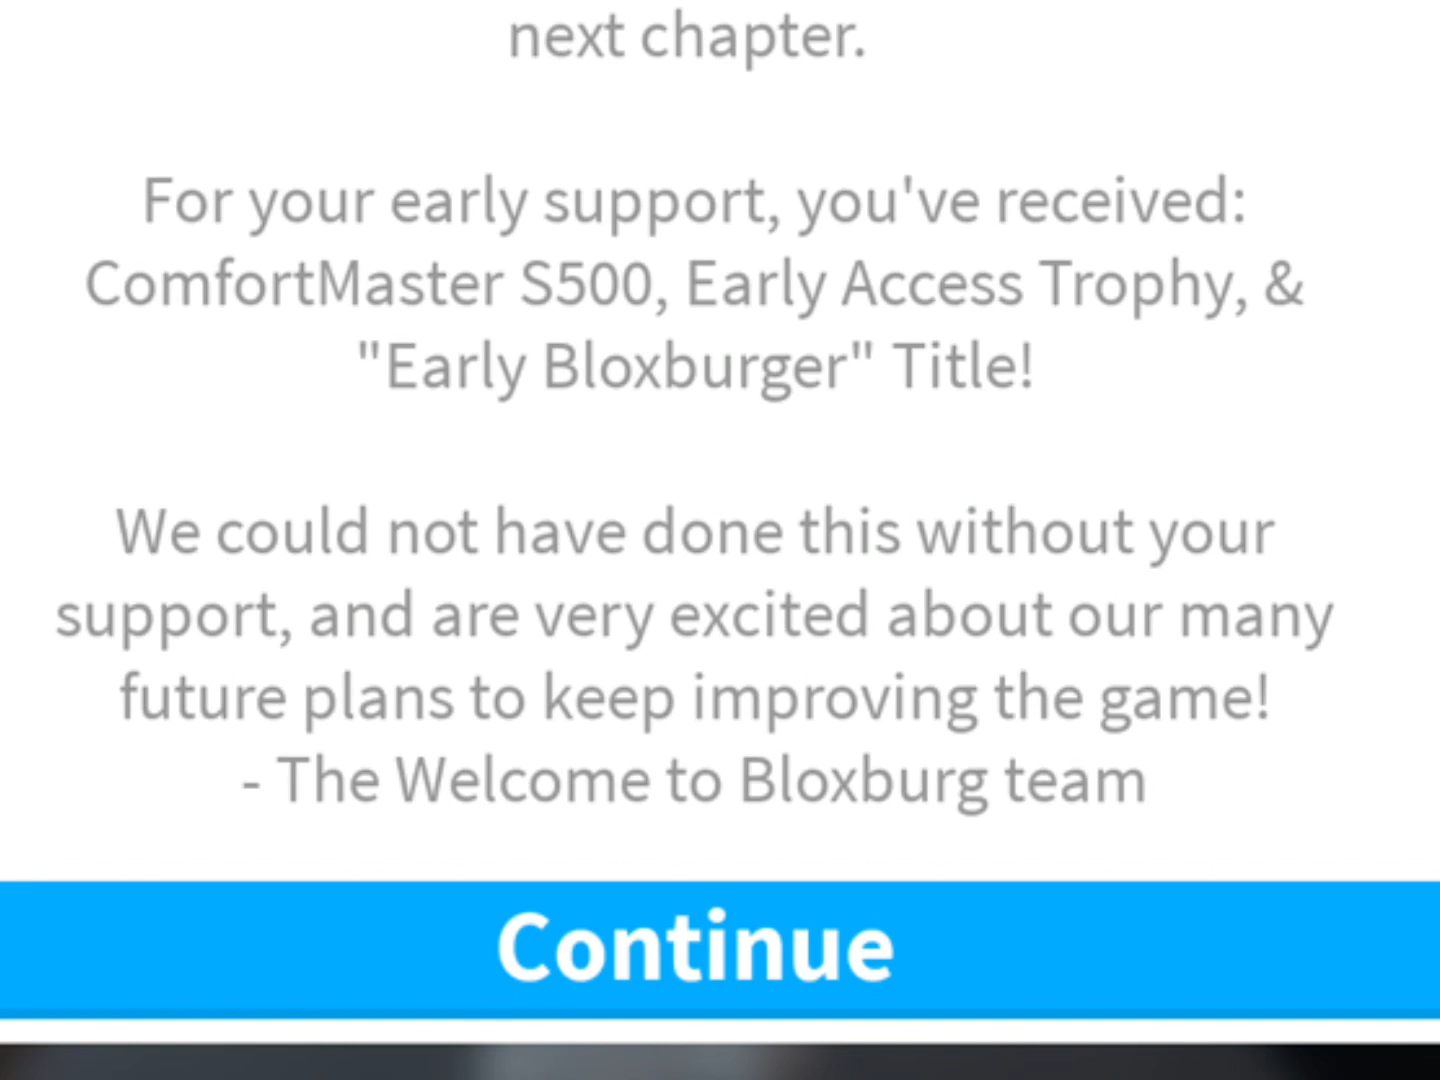 next chapter.
For your early support, you've received:
ComfortMaster S500, Early Access Trophy, &
"Early Bloxburger" Title!
We could not have done this without your
support, and are very excited about our many
future plans to keep improving the game!
- The Welcome to Bloxburg team
Continue